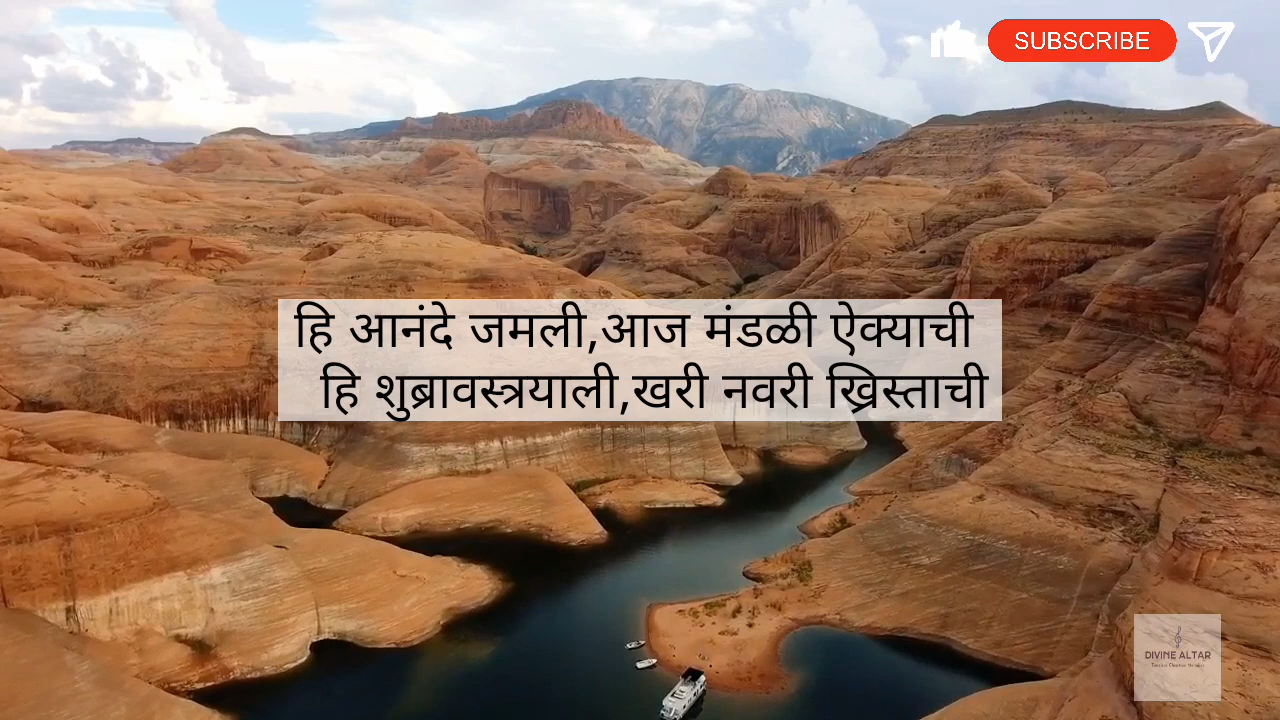 SUBSCRIBE
हि आनंदे जमली,आज मंडळी ऐक्याची
हि शुब्रावस्त्रयाली,खरी नवरी ख्रिस्ताची
DIVINE ALTAR